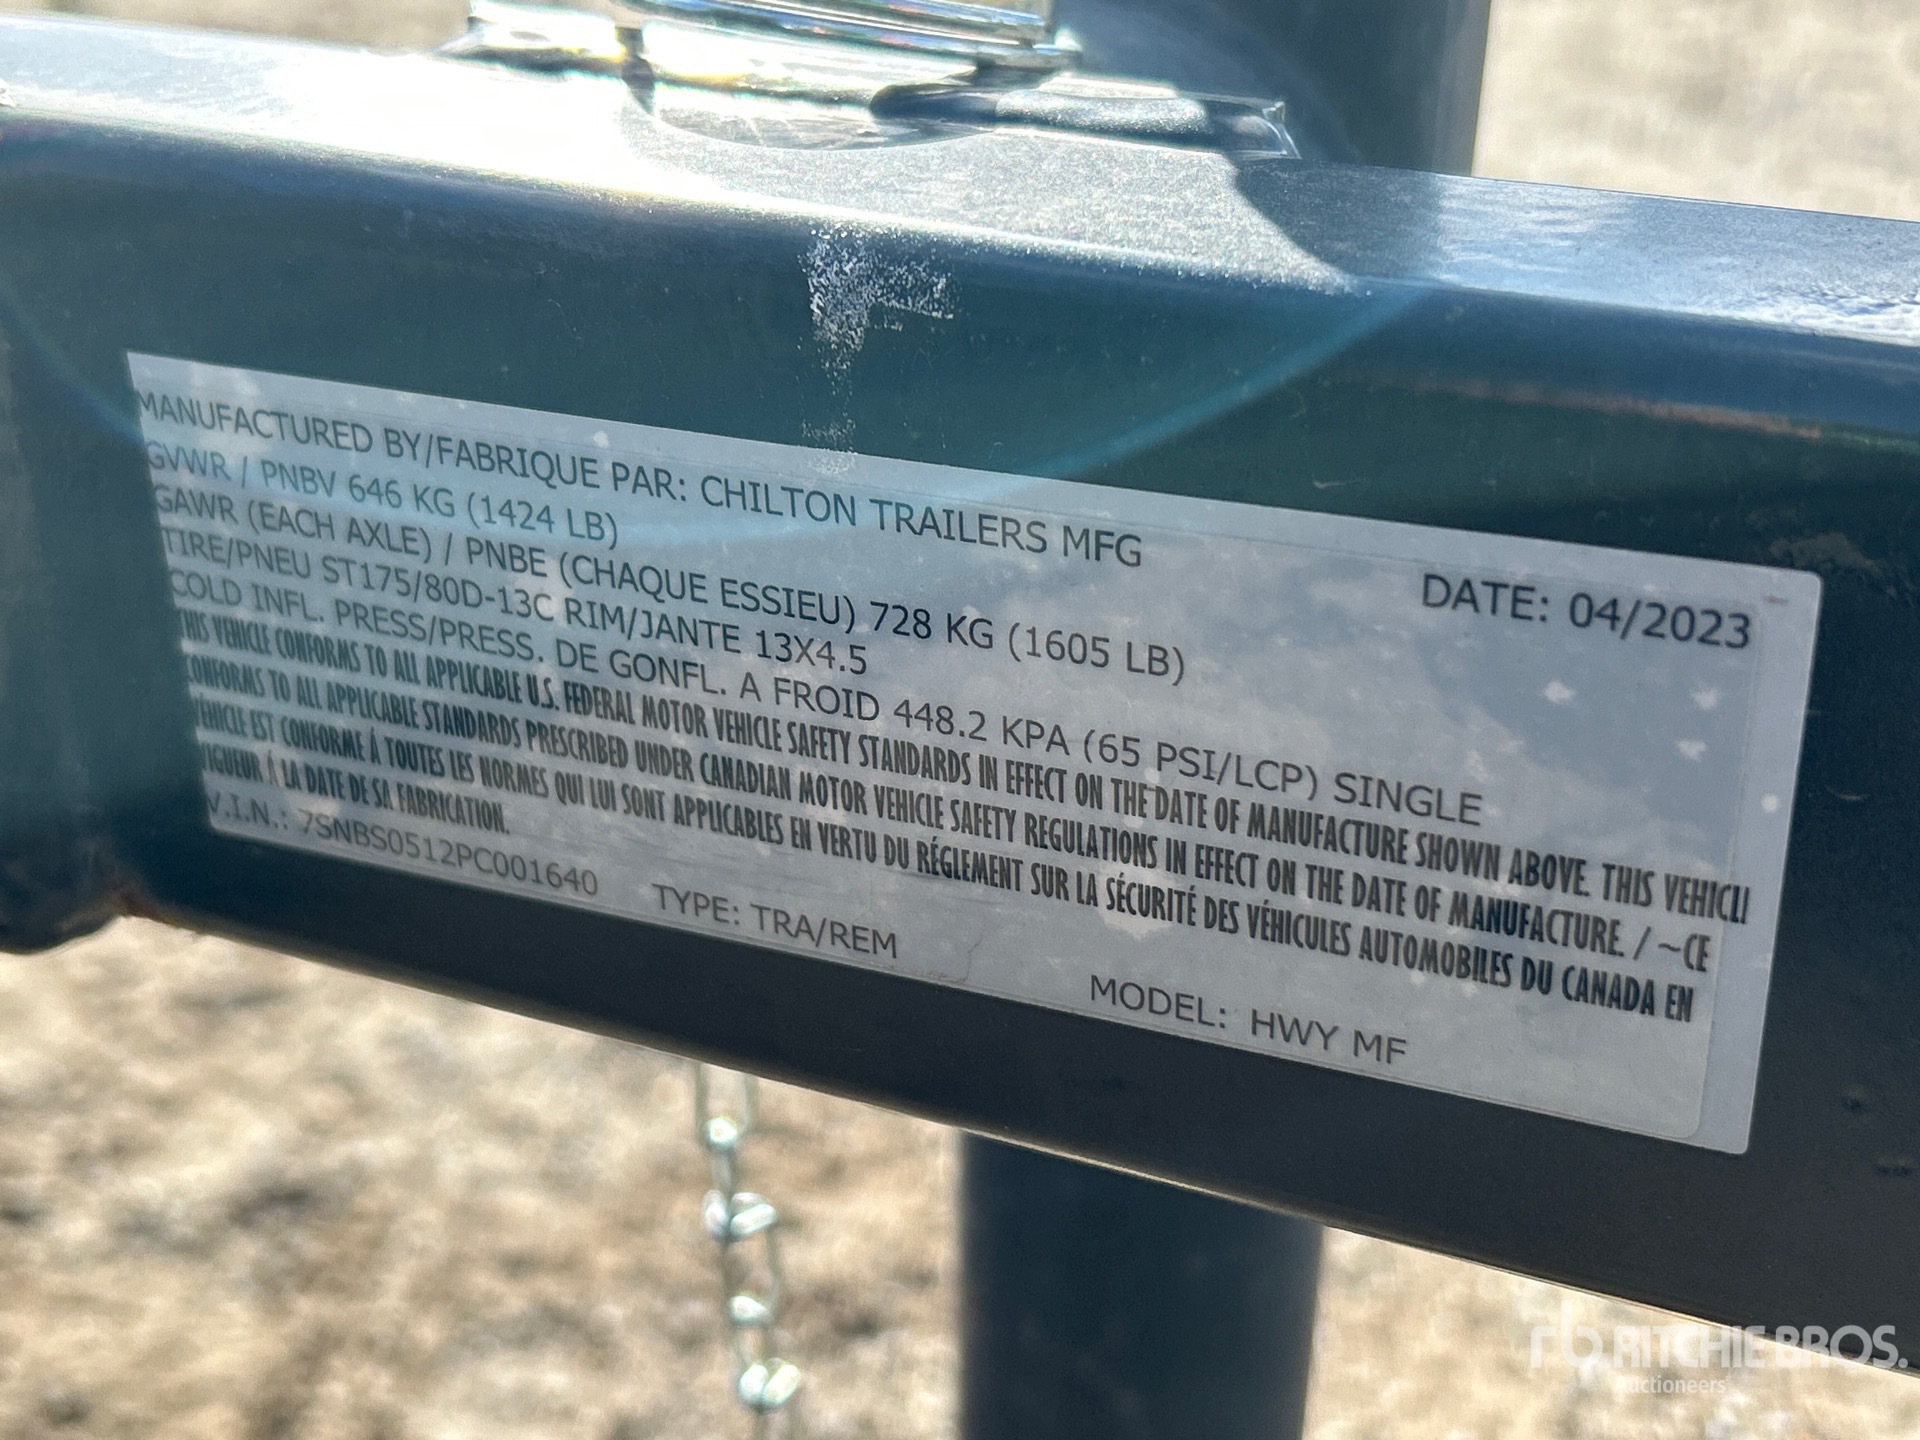 MANUFACTURED BY/FABRIQUE PAR: CHILTON TRAILERS MFG DATE: 04/2023
GVWR / PNBV 646 KG (1424 LB)
GAWR (EACH AXLE) / PNBE (CHAQUE ESSIEU) 728 KG (1605 LB)
TIRE/PNEU ST175/80D-13C RIM/JANTE 13X4.5
COLD INFL. PRESS/PRESS. DE GONFL. A FROID 448.2 KPA (65 PSI/LCP) SINGLE
THIS VEHICLE CONFORMS TO ALL APPLICABLE U.S. FEDERAL MOTOR VEHICLE SAFETY STANDARDS IN EFFECT ON THE DATE OF MANUFACTURE SHOWN ABOVE. THIS VEHICLI
CONFORMS TO ALL APPLICABLE STANDARDS PRESCRIBED UNDER CANADIAN MOTOR VEHICLE SAFETY REGULATIONS IN EFFECT ON THE DATE OF MANUFACTURE. / ~CE
VÉHICLE EST CONFORME À TOUTES LES NORMES QUI LUI SONT APPLICABLES EN VERTU DU RÉGLEMENT SUR LA SÉCURITÉ DES VÉHICULES AUTOMOBILES DU CANADA EN
VIGUEUR Á LA DATE DE SA FABRICATION.
V.I.N.: 7SNBS0512PC001640 TYPE: TRA/REM MODEL: HWY MF
rb RITCHIE BROS.
Auctioneers